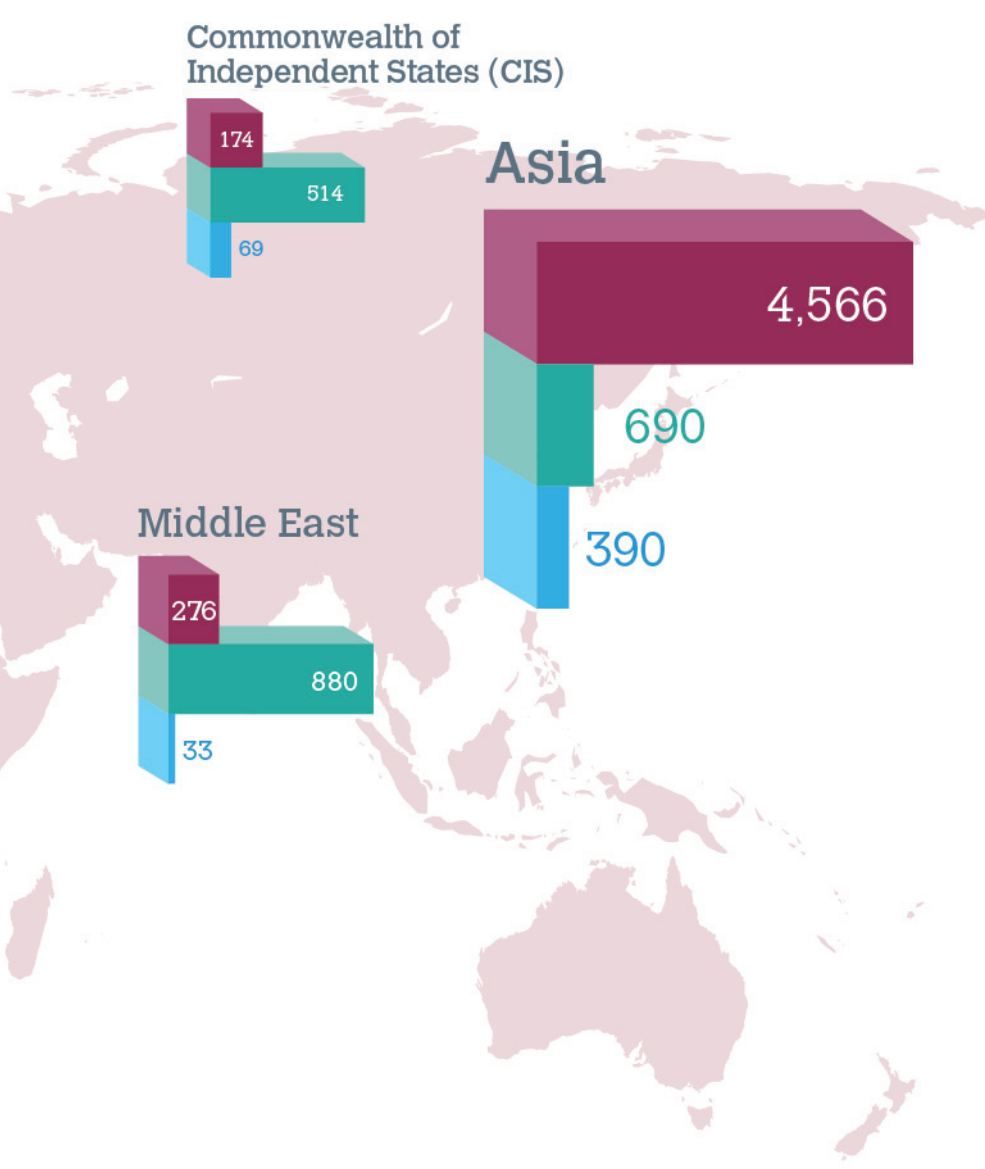 Commonwealth of
Independent States (CIS)
174
514
69
Asia
4,566
690
390
Middle East
276
880
33